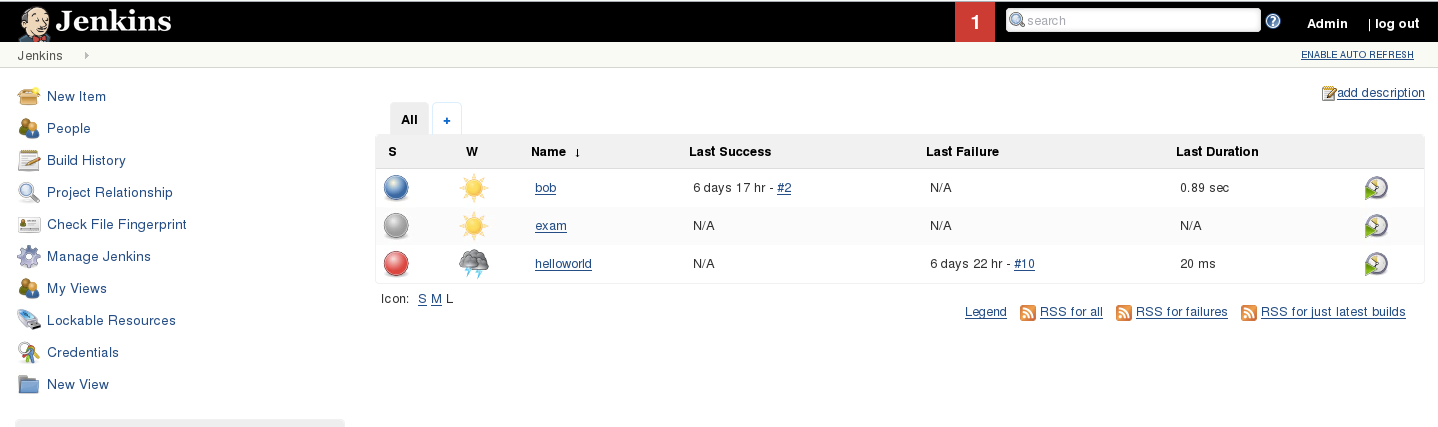 Jenkins 1 search Admin | log out
Jenkins ENABLE AUTO REFRESH
add description
New Item
People
Build History
Project Relationship
Check File Fingerprint
Manage Jenkins
My Views
Lockable Resources
Credentials
New View
All +
S W Name ↓ Last Success Last Failure Last Duration
bob 6 days 17 hr - #2 N/A 0.89 sec
exam N/A N/A N/A
helloworld N/A 6 days 22 hr - #10 20 ms
Icon: S M L
Legend RSS for all RSS for failures RSS for just latest builds